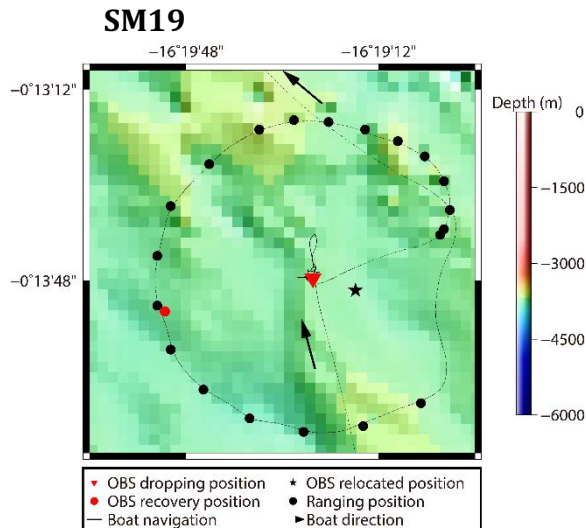 SM19
−16°19'48" −16°19'12"
−0°13'12"
−0°13'48"
Depth (m)
0
−1500
−3000
−4500
−6000
OBS dropping position
OBS relocated position
OBS recovery position
Ranging position
Boat navigation
Boat direction